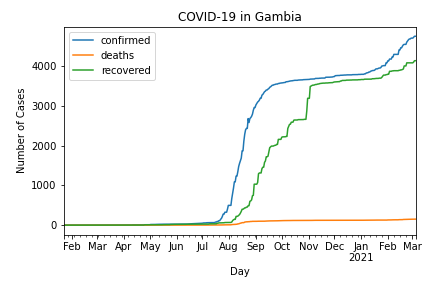 COVID-19 in Gambia
confirmed
deaths
recovered
Number of Cases
4000
3000
2000
1000
0
Feb Mar Apr May Jun Jul Aug Sep Oct Nov Dec Jan Feb Mar
2021
Day